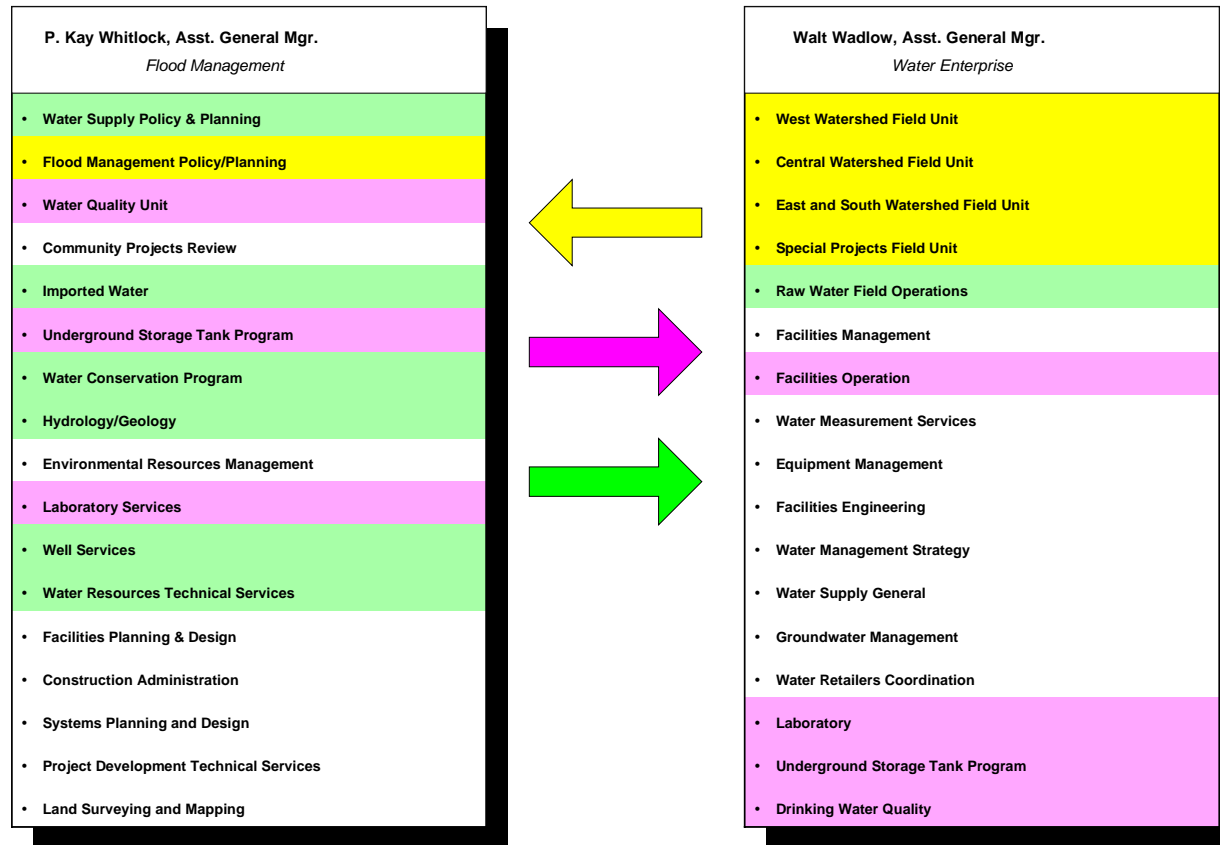 P. Kay Whitlock, Asst. General Mgr.
Flood Management
• Water Supply Policy & Planning
• Flood Management Policy/Planning
• Water Quality Unit
• Community Projects Review
• Imported Water
• Underground Storage Tank Program
• Water Conservation Program
• Hydrology/Geology
• Environmental Resources Management
• Laboratory Services
• Well Services
• Water Resources Technical Services
• Facilities Planning & Design
• Construction Administration
• Systems Planning and Design
• Project Development Technical Services
• Land Surveying and Mapping
Walt Wadlow, Asst. General Mgr.
Water Enterprise
• West Watershed Field Unit
• Central Watershed Field Unit
• East and South Watershed Field Unit
• Special Projects Field Unit
• Raw Water Field Operations
• Facilities Management
• Facilities Operation
• Water Measurement Services
• Equipment Management
• Facilities Engineering
• Water Management Strategy
• Water Supply General
• Groundwater Management
• Water Retailers Coordination
• Laboratory
• Underground Storage Tank Program
• Drinking Water Quality